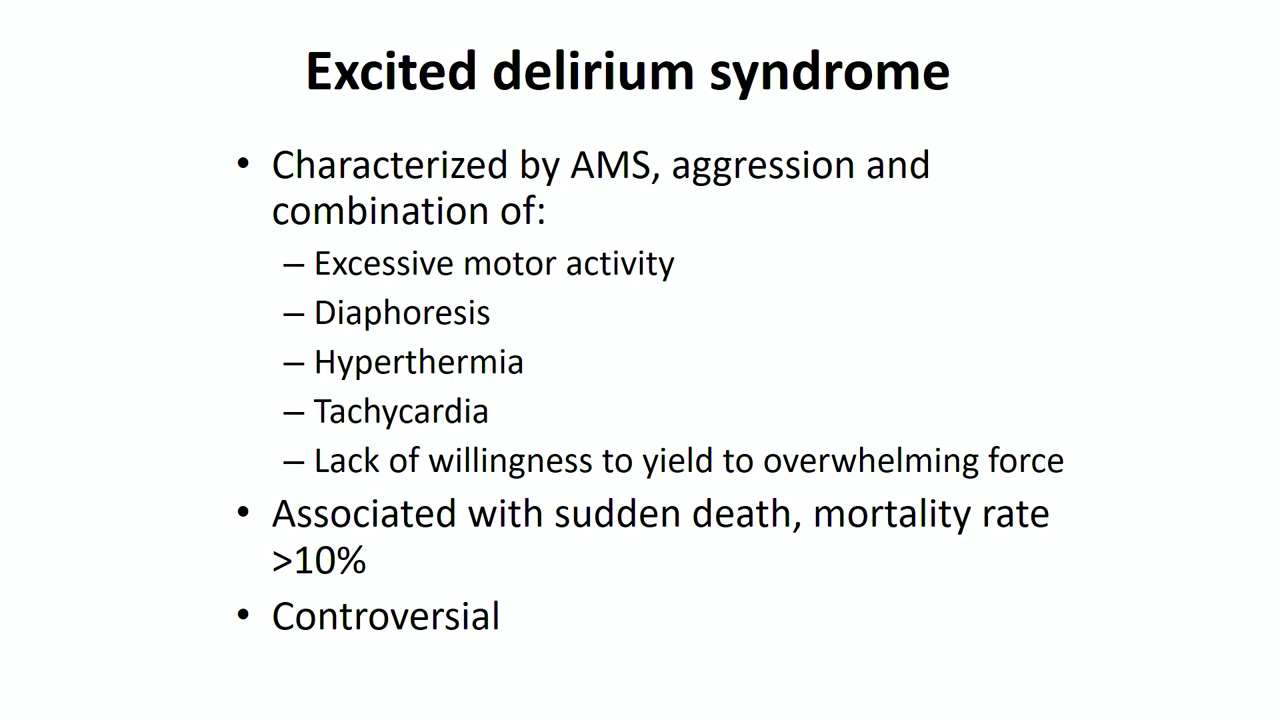 Excited delirium syndrome
• Characterized by AMS, aggression and
combination of:
– Excessive motor activity
– Diaphoresis
– Hyperthermia
– Tachycardia
– Lack of willingness to yield to overwhelming force
• Associated with sudden death, mortality rate
>10%
• Controversial